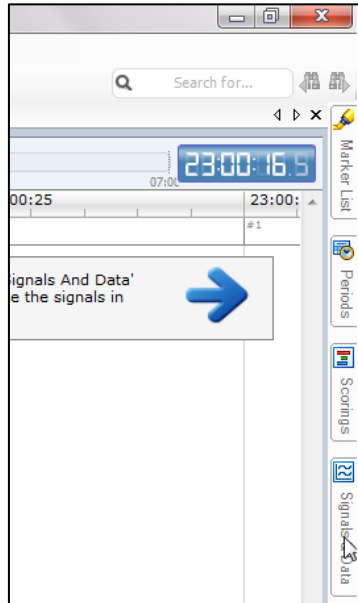 Search for...
23:00:16.5
07:00
00:25
23:00:
#1
ignals And Data'
e the signals in
Marker List
Periods
Scorings
Signals & Data